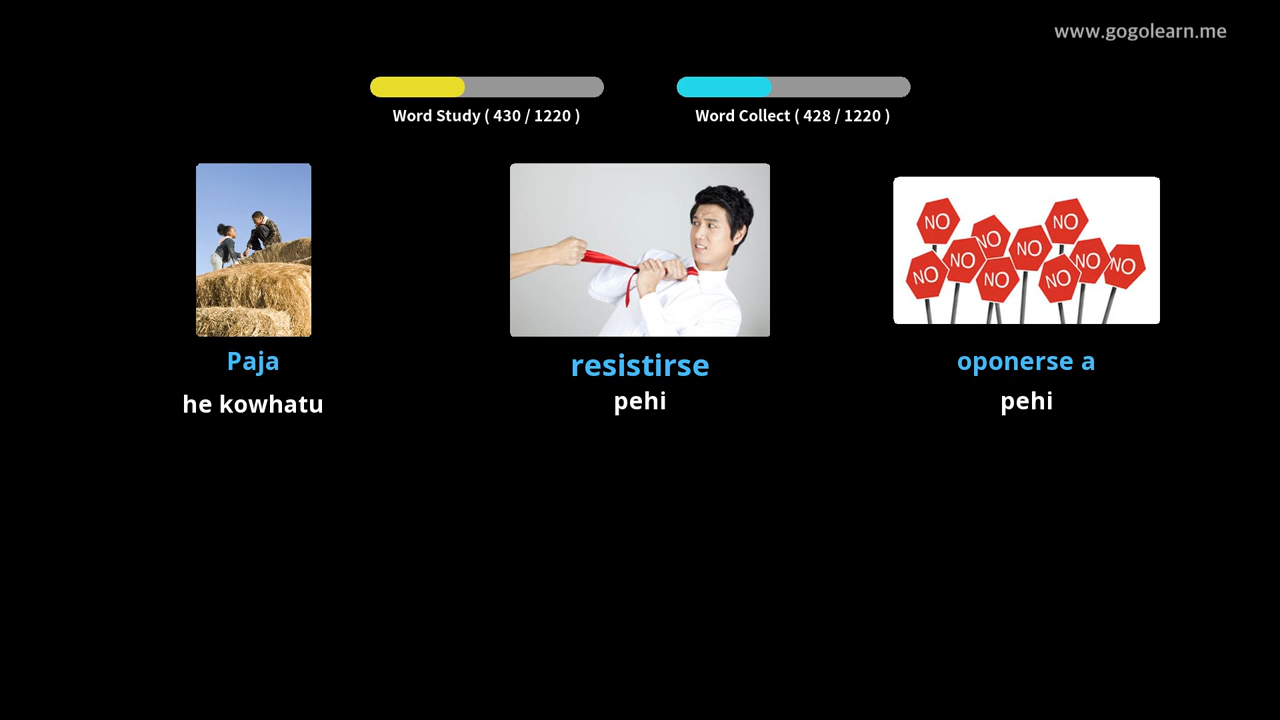 www.gogolearn.me
Word Study ( 430 / 1220 )
Word Collect ( 428 / 1220 )
NO
NO
NO
NO
NO
NO
NO
NO
NO
NO
Paja
resistirse
oponerse a
he kowhatu
pehi
pehi